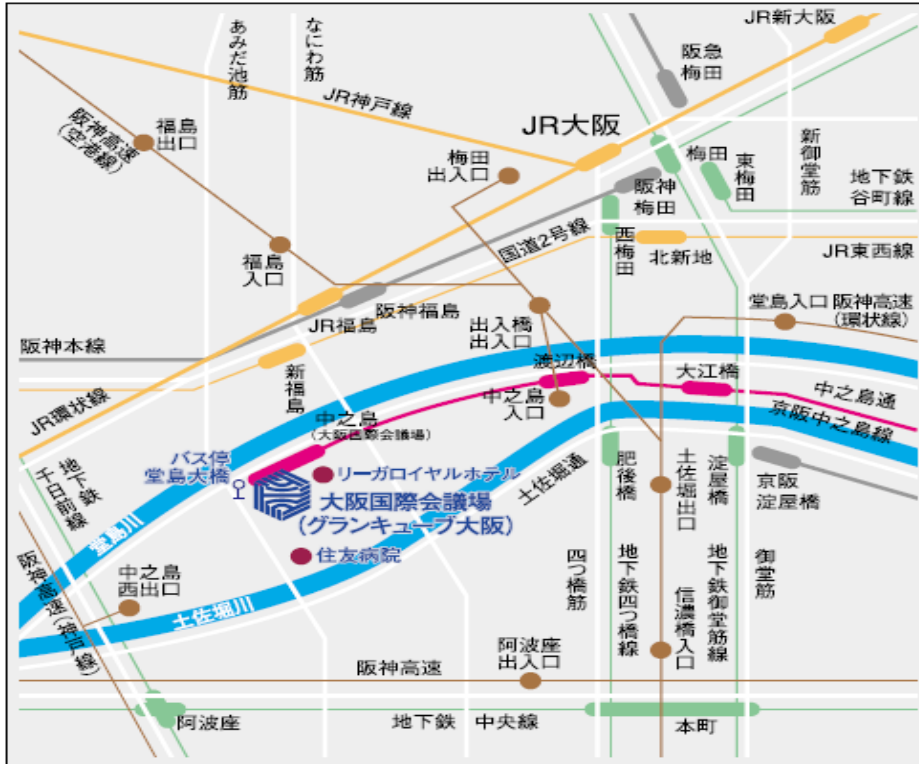 JR新大阪
あみだ池筋
なにわ筋
阪急
梅田
JR神戸線
阪神高速
(空港線)
福島
出口
JR大阪
新御堂筋
梅田
出入口
梅田
東梅田
阪神
梅田
地下鉄
谷町線
国道2号線
西梅田
北新地
JR東西線
福島
入口
阪神福島
JR福島
出入橋
出入口
堂島入口
阪神高速
(環状線)
阪神本線
新福島
渡辺橋
大江橋
中之島
入口
中之島通
京阪中之島線
JR環状線
中之島
(大阪国際会議場)
バス停
堂島大橋
リーガロイヤルホテル
大阪国際会議場
(グランキューブ大阪)
住友病院
土佐堀通
肥後橋
土佐堀出口
淀屋橋
京阪
淀屋橋
地下鉄
千日前線
堂島川
土佐堀川
中之島
西出口
阪神高速(神戸線)
四つ橋筋
地下鉄四つ橋線
信濃橋入口
地下鉄御堂筋線
御堂筋
阪神高速
阿波座
出入口
阿波座
地下鉄 中央線
本町